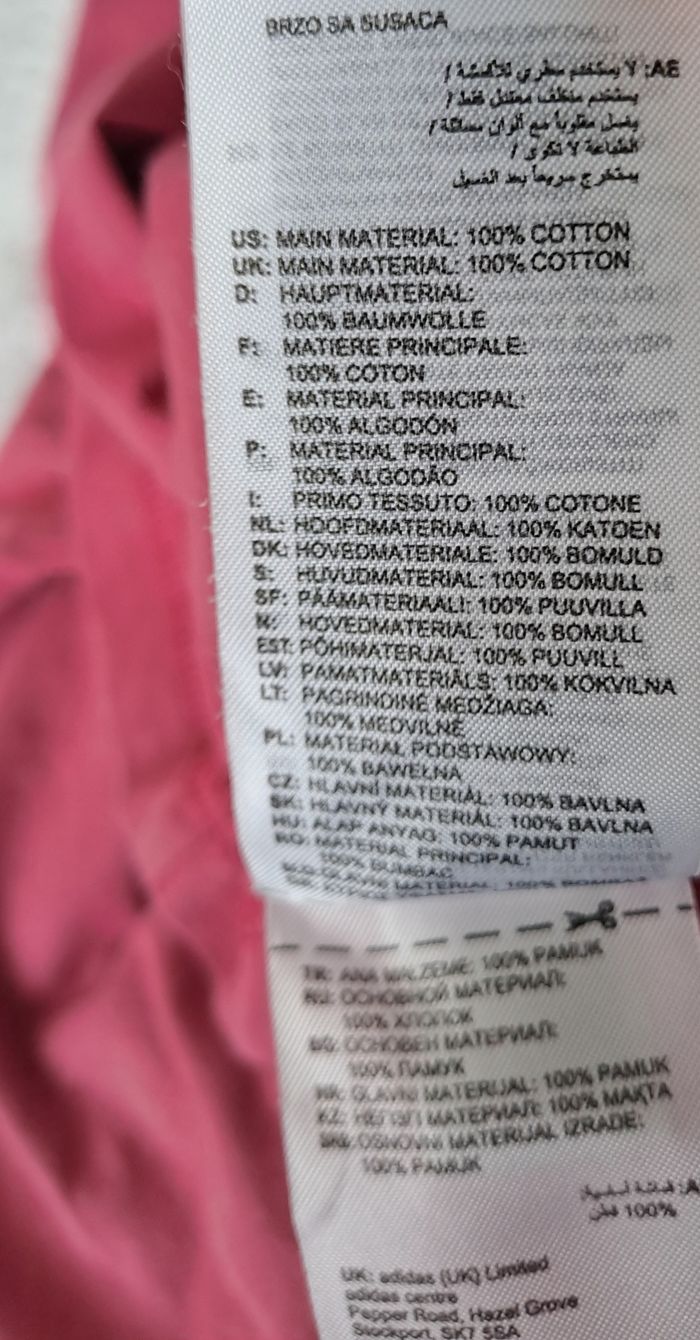 BRZO SA SUSACA
AE: لا يستخدم مطري للأقمشة /
يستخدم منظف معتدل فقط /
يغسل مقلوباً مع ألوان مماثلة /
الطباعة لا تكوى /
يستخرج سريعاً بعد الغسيل
US: MAIN MATERIAL: 100% COTTON
UK: MAIN MATERIAL: 100% COTTON
D: HAUPTMATERIAL:
100% BAUMWOLLE
F: MATIERE PRINCIPALE:
100% COTON
E: MATERIAL PRINCIPAL:
100% ALGODÓN
P: MATERIAL PRINCIPAL:
100% ALGODÃO
I: PRIMO TESSUTO: 100% COTONE
NL: HOOFDMATERIAAL: 100% KATOEN
DK: HOVEDMATERIALE: 100% BOMULD
S: HUVUDMATERIAL: 100% BOMULL
SF: PÄÄMATERIAALI: 100% PUUVILLA
N: HOVEDMATERIAL: 100% BOMULL
EST: PÕHIMATERJAL: 100% PUUVILL
LV: PAMATMATERIĀLS: 100% KOKVILNA
LT: PAGRINDINĖ MEDŽIAGA:
100% MEDVILNĖ
PL: MATERIAŁ PODSTAWOWY:
100% BAWEŁNA
CZ: HLAVNÍ MATERIÁL: 100% BAVLNA
SK: HLAVNÝ MATERIÁL: 100% BAVLNA
HU: ALAP ANYAG: 100% PAMUT
RO: MATERIAL PRINCIPAL:
100% BUMBAC
MATERIAL: 100%
TR: ANA MALZEME: 100% PAMUK
RU: ОСНОВНОЙ МАТЕРИАЛ:
100% ХЛОПОК
BG: ОСНОВЕН МАТЕРИАЛ:
100% ПАМУК
HR: GLAVNI MATERIJAL: 100% PAMUK
KZ: НЕГІЗГІ МАТЕРИАЛ: 100% МАҚТА
OSNOVNI MATERIJAL IZRADE:
100% PAMUK
100% قطن
UK: adidas (UK) Limited
adidas centre
Pepper Road, Hazel Grove
Stockport, SK7 5SA